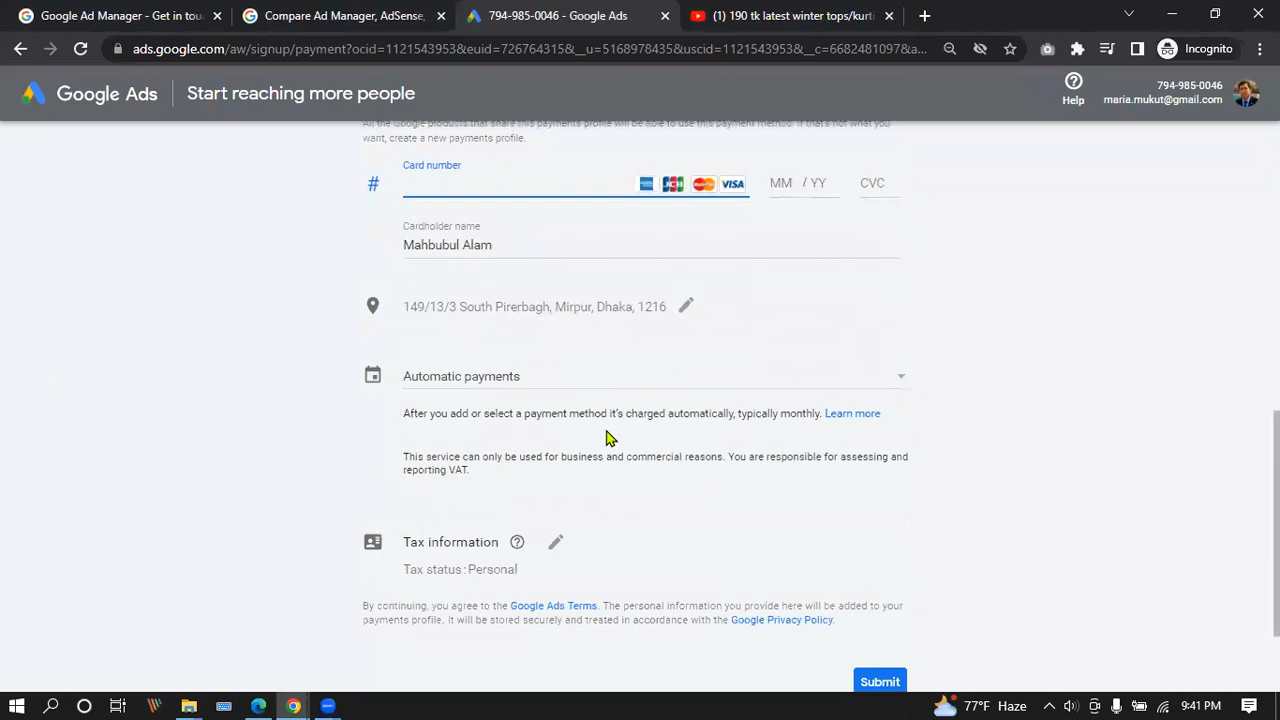 Google Ad Manager - Get in touc
Compare Ad Manager, AdSense,
794-985-0046 - Google Ads
(1) 190 tk latest winter tops/kurti
ads.google.com/aw/signup/payment?ocid=1121543953&euid=726764315&__u=5168978435&uscid=1121543953&__c=6682481097&a...
Incognito
Google Ads
Start reaching more people
Help
794-985-0046
maria.mukut@gmail.com
All the Google products that share this payments profile will be able to use this payment method. If that's not what you
want, create a new payments profile.
Card number
#
MM / YY
CVC
Cardholder name
Mahbubul Alam
149/13/3 South Pirerbagh, Mirpur, Dhaka, 1216
Automatic payments
After you add or select a payment method it's charged automatically, typically monthly. Learn more
This service can only be used for business and commercial reasons. You are responsible for assessing and
reporting VAT.
Tax information
Tax status: Personal
By continuing, you agree to the Google Ads Terms. The personal information you provide here will be added to your
payments profile. It will be stored securely and treated in accordance with the Google Privacy Policy.
Submit
77°F Haze
9:41 PM